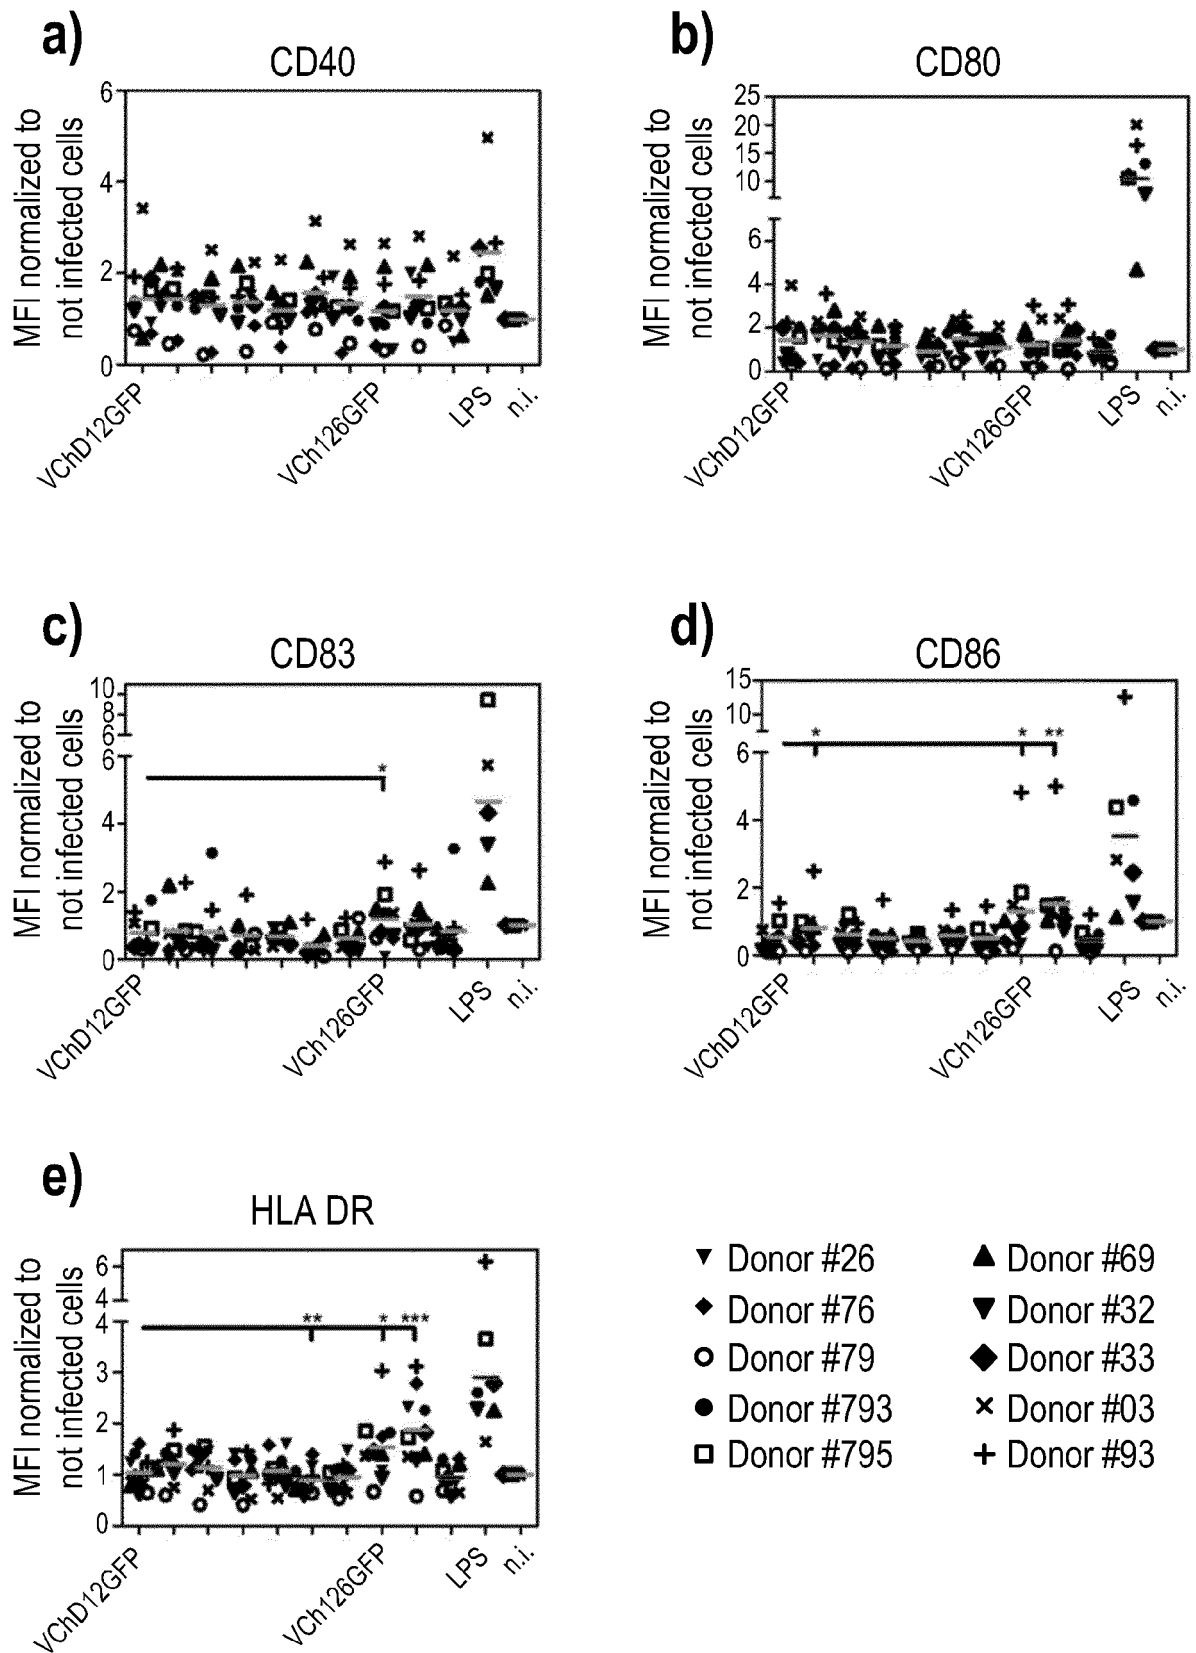 a)
CD40
MFI normalized to
not infected cells
6
4
2
0
VChD12GFP
VCh126GFP
LPS
n.i.
b)
CD80
MFI normalized to
not infected cells
25
20
15
10
6
4
2
0
VChD12GFP
VCh126GFP
LPS
n.i.
c)
CD83
MFI normalized to
not infected cells
10
8
6
6
4
2
0
*
VChD12GFP
VCh126GFP
LPS
n.i.
d)
CD86
MFI normalized to
not infected cells
15
10
6
4
2
0
* * **
VChD12GFP
VCh126GFP
LPS
n.i.
e)
HLA DR
MFI normalized to
not infected cells
6
4
4
3
2
1
0
** * ***
VChD12GFP
VCh126GFP
LPS
n.i.
Donor #26
Donor #76
Donor #79
Donor #793
Donor #795
Donor #69
Donor #32
Donor #33
Donor #03
Donor #93